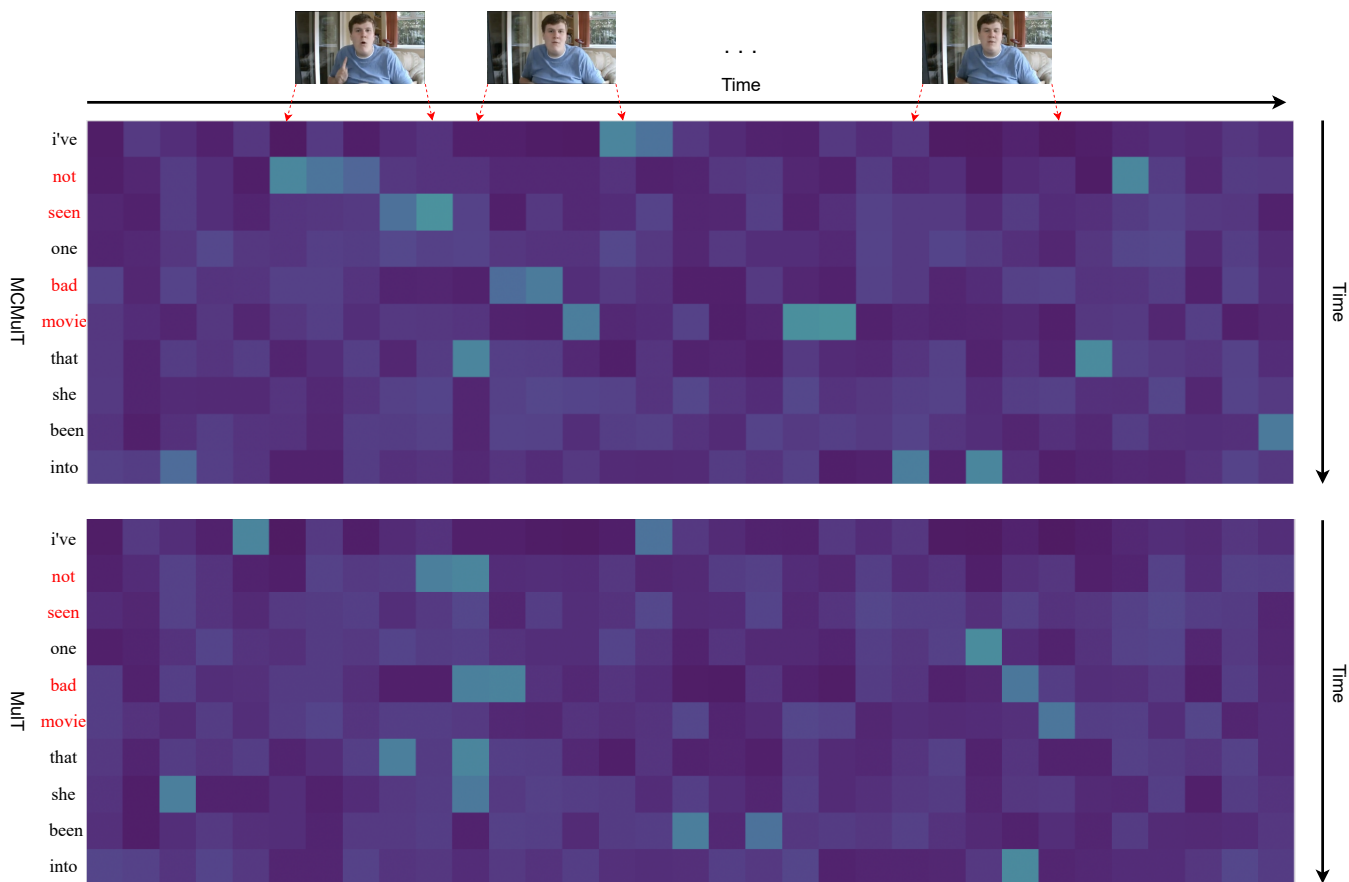 . . .
Time
MCMulT
i've
not
seen
one
bad
movie
that
she
been
into
Time
MulT
i've
not
seen
one
bad
movie
that
she
been
into
Time